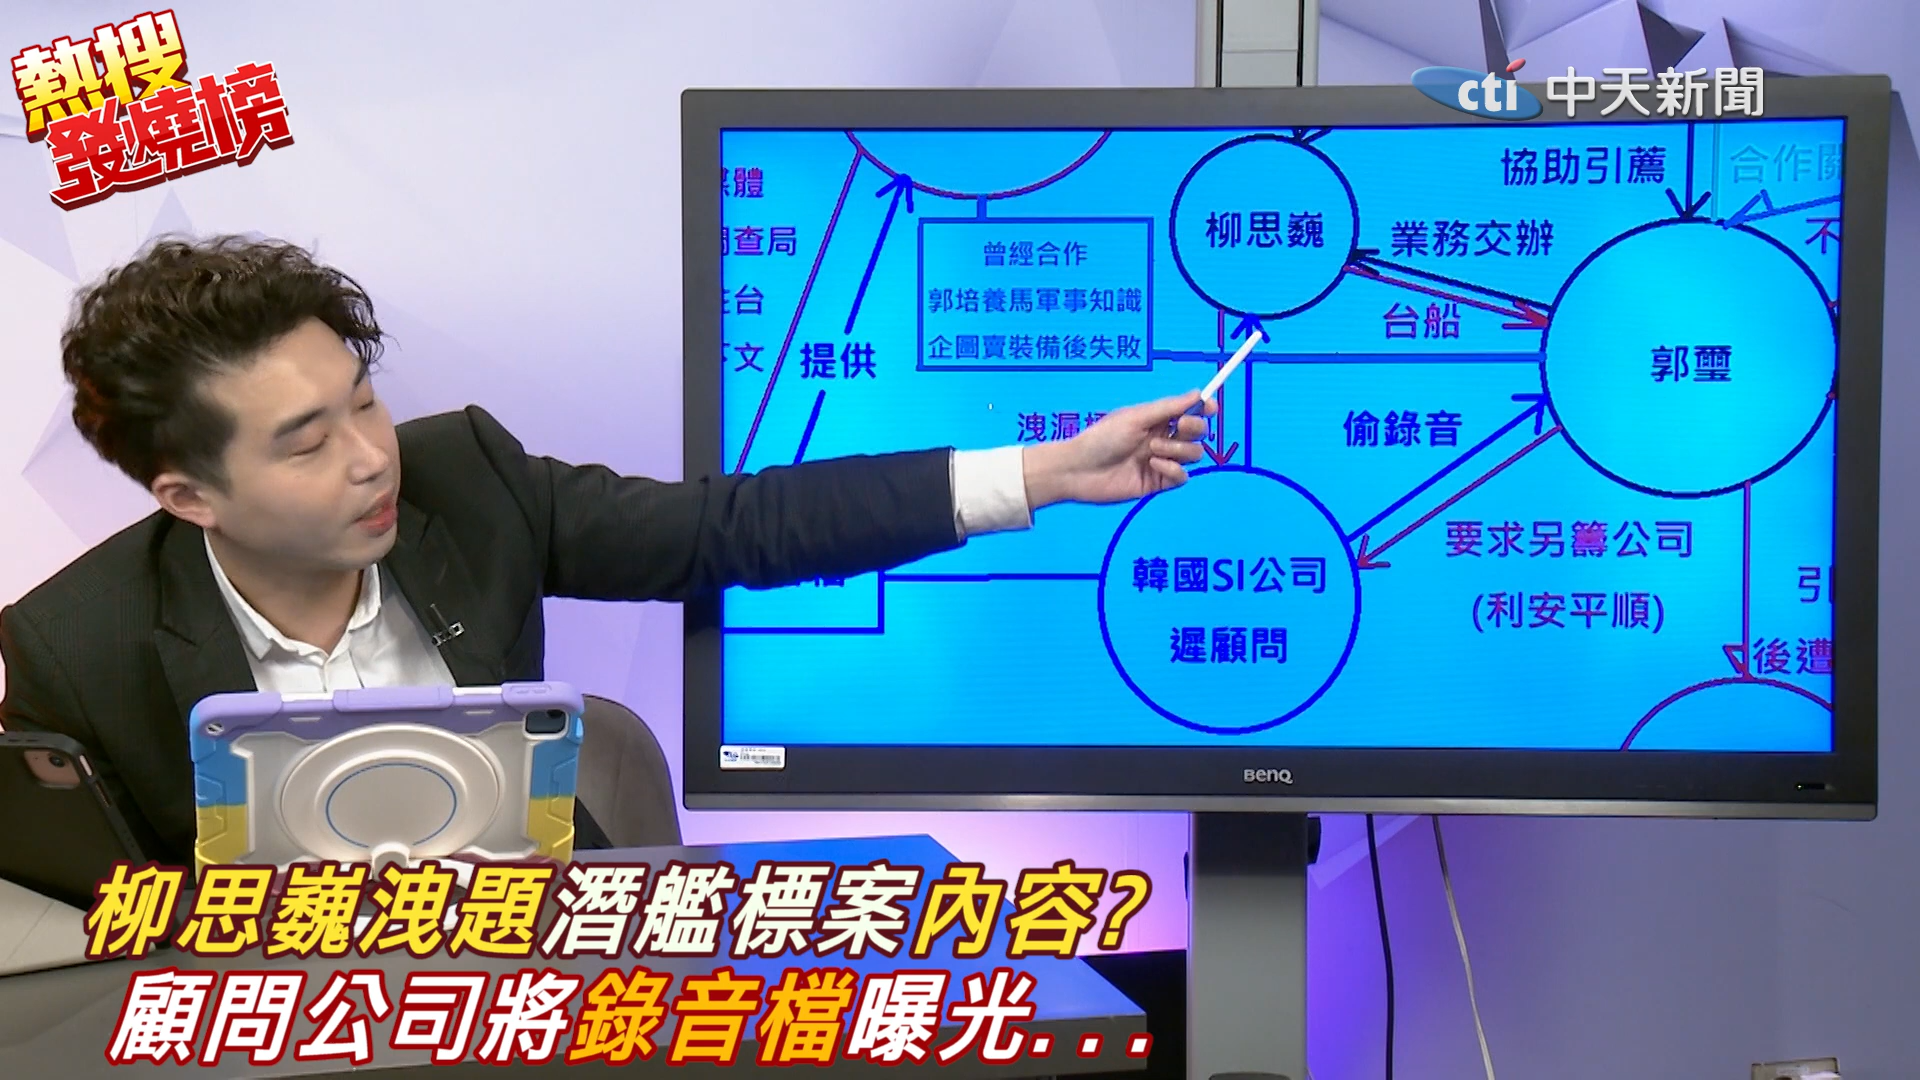 熱搜
發燒榜
cti 中天新聞
協助引薦
合作
媒體
柳思巍
業務交辦
不
調查局
曾經合作
郭培養馬軍事知識
企圖賣裝備後失敗
台
台船
下文
提供
郭璽
洩漏
偷錄音
要求另籌公司
(利安平順)
韓國SI公司
遲顧問
引
後遭
BenQ
柳思巍洩題潛艦標案內容?
顧問公司將錄音檔曝光...